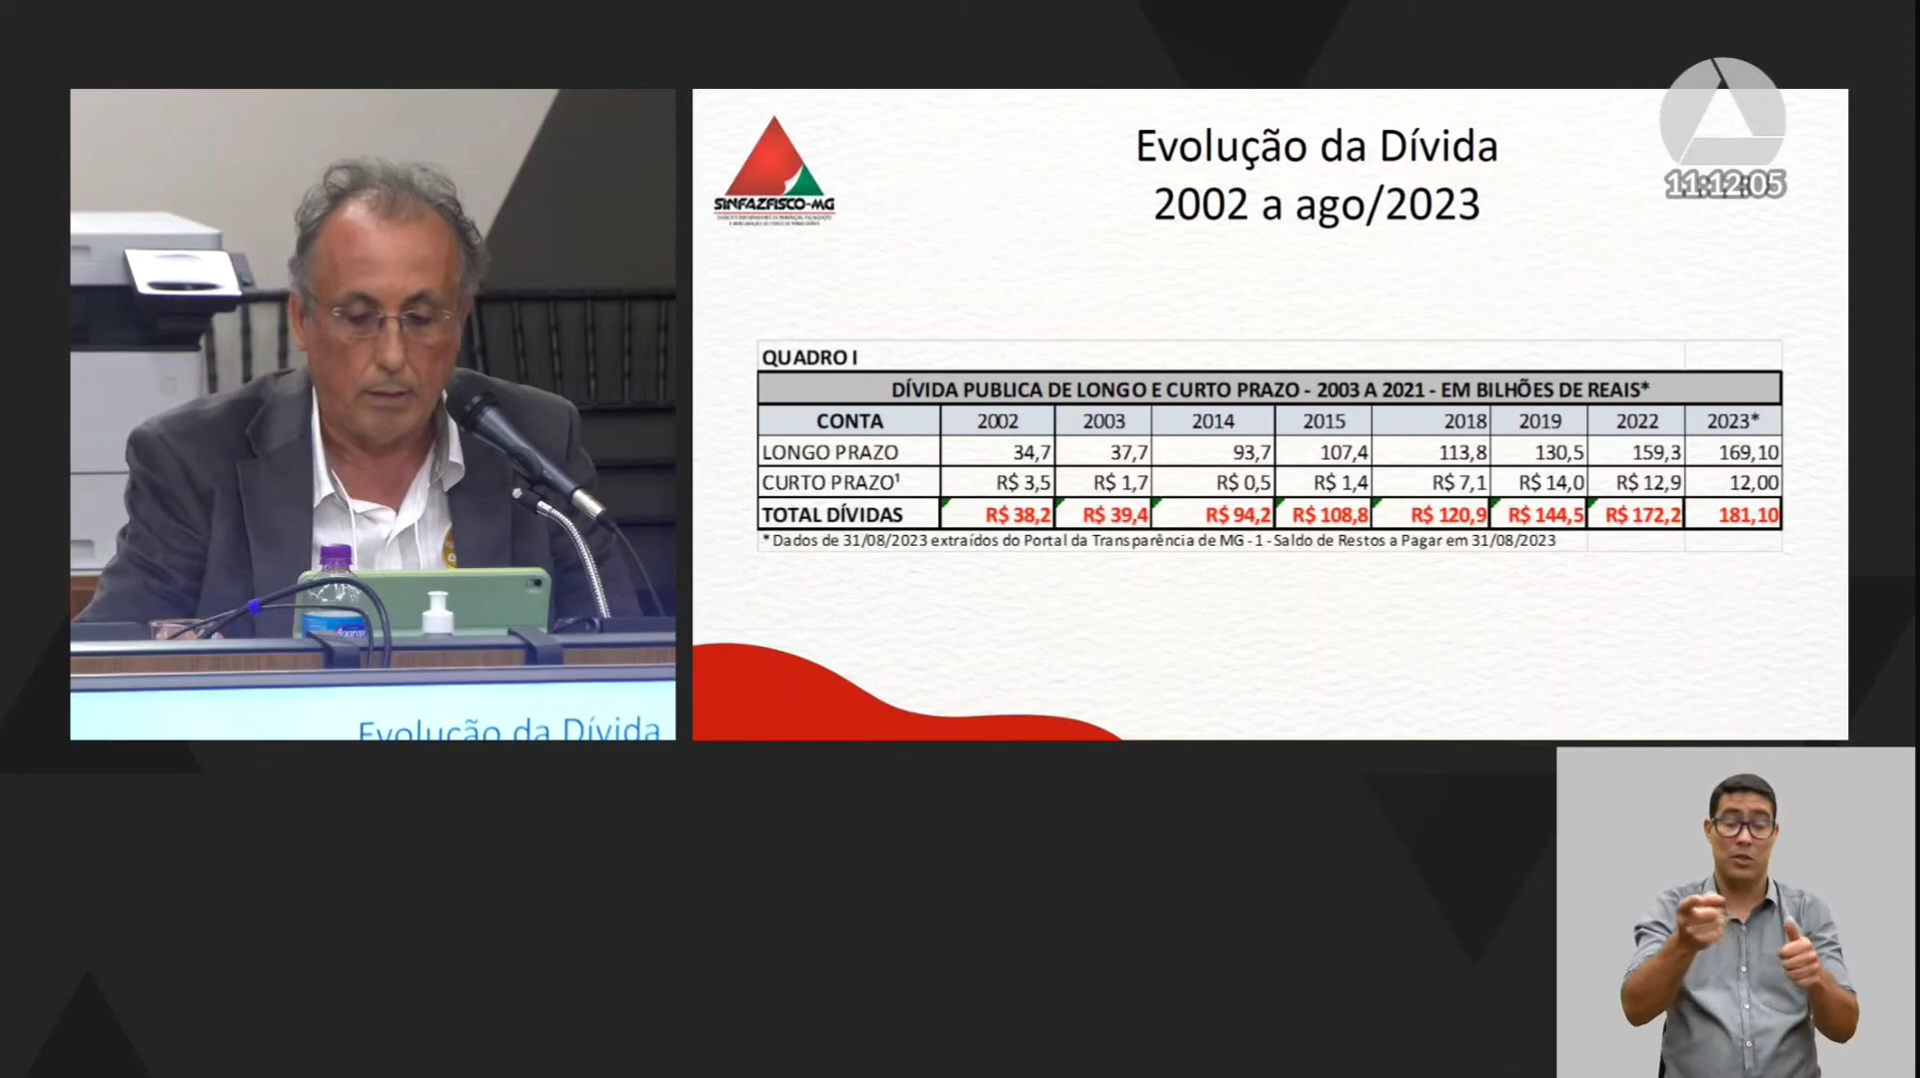 Evolução da Dívida
2002 a ago/2023
11:12:05
SINFAZFISCO-MG
QUADRO I
DÍVIDA PUBLICA DE LONGO E CURTO PRAZO - 2003 A 2021 - EM BILHÕES DE REAIS*
CONTA 2002 2003 2014 2015 2018 2019 2022 2023*
LONGO PRAZO 34,7 37,7 93,7 107,4 113,8 130,5 159,3 169,10
CURTO PRAZO¹ R$ 3,5 R$ 1,7 R$ 0,5 R$ 1,4 R$ 7,1 R$ 14,0 R$ 12,9 12,00
TOTAL DÍVIDAS R$ 38,2 R$ 39,4 R$ 94,2 R$ 108,8 R$ 120,9 R$ 144,5 R$ 172,2 181,10
* Dados de 31/08/2023 extraídos do Portal da Transparência de MG - 1 - Saldo de Restos a Pagar em 31/08/2023
Evolução da Dívida